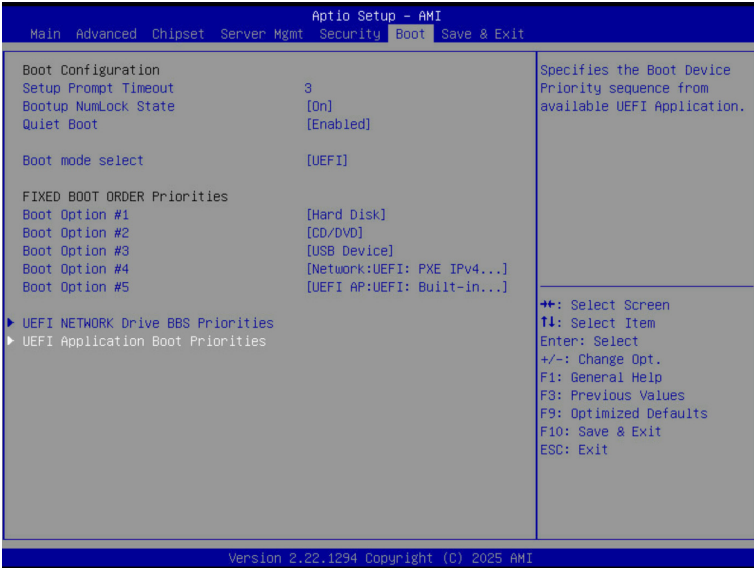 Aptio Setup – AMI
Main Advanced Chipset Server Mgmt Security Boot Save & Exit
Boot Configuration
Setup Prompt Timeout 3
Bootup NumLock State [On]
Quiet Boot [Enabled]
Boot mode select [UEFI]
FIXED BOOT ORDER Priorities
Boot Option #1 [Hard Disk]
Boot Option #2 [CD/DVD]
Boot Option #3 [USB Device]
Boot Option #4 [Network:UEFI: PXE IPv4...]
Boot Option #5 [UEFI AP:UEFI: Built-in...]
UEFI NETWORK Drive BBS Priorities
UEFI Application Boot Priorities
Specifies the Boot Device
Priority sequence from
available UEFI Application.
→←: Select Screen
↑↓: Select Item
Enter: Select
+/-: Change Opt.
F1: General Help
F3: Previous Values
F9: Optimized Defaults
F10: Save & Exit
ESC: Exit
Version 2.22.1294 Copyright (C) 2025 AMI